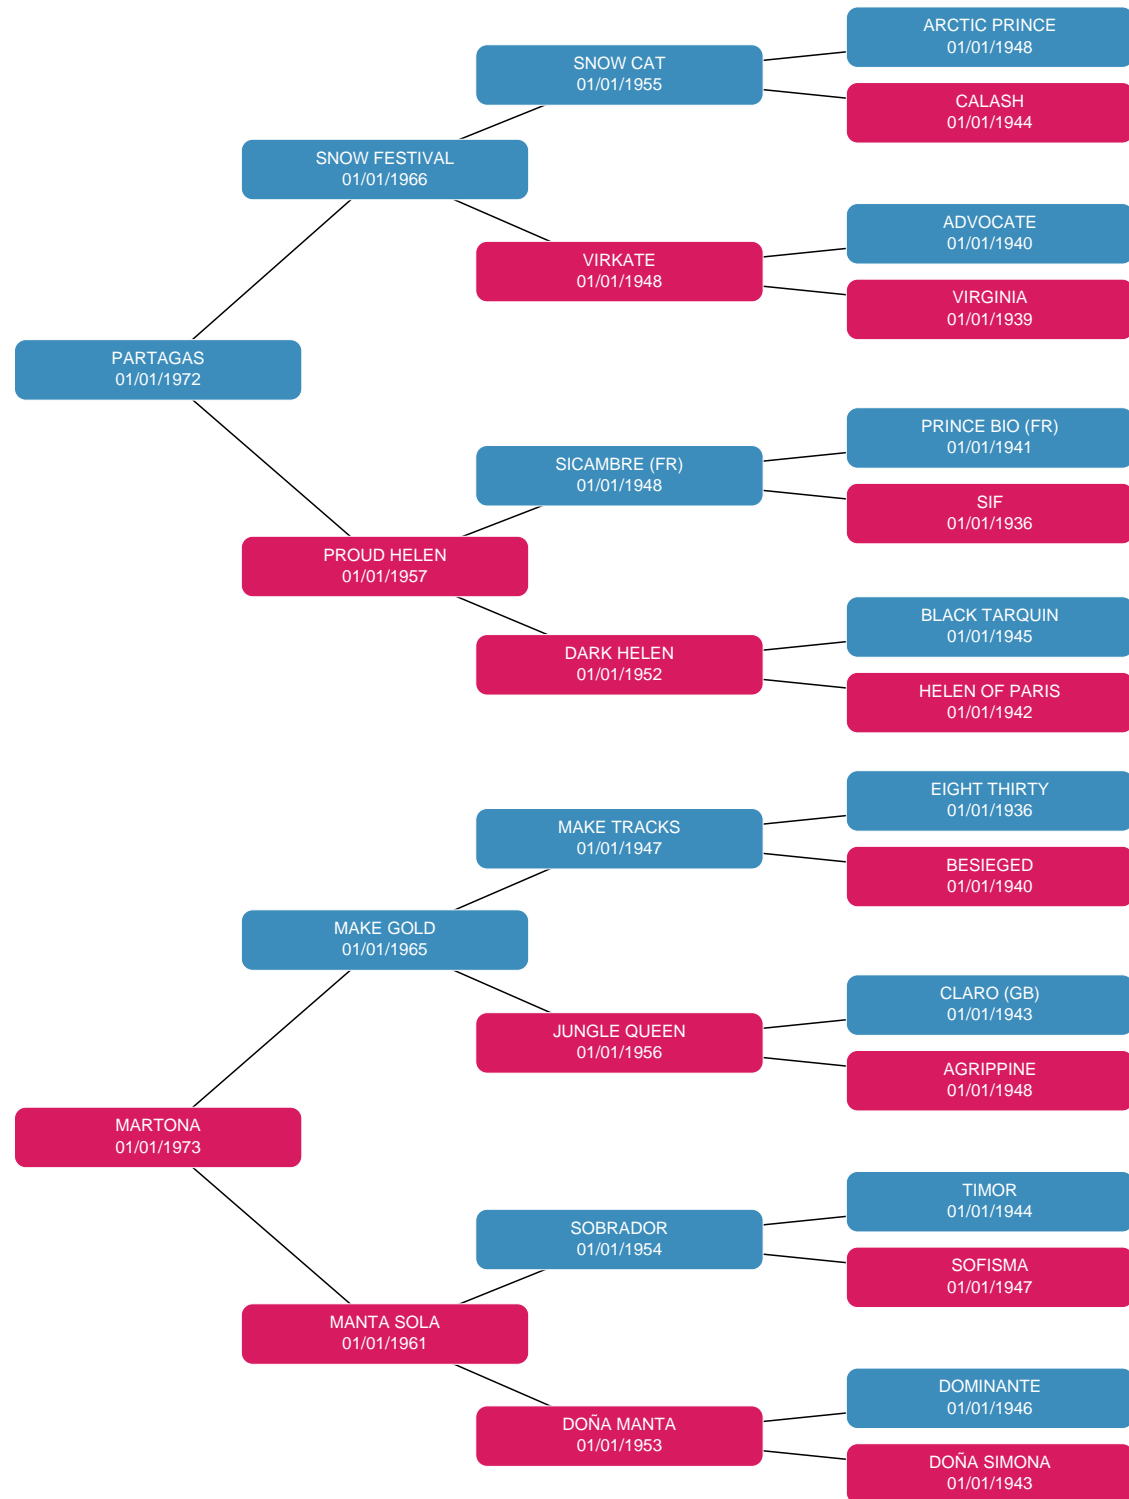 ARCTIC PRINCE
01/01/1948
SNOW CAT
01/01/1955
CALASH
01/01/1944
SNOW FESTIVAL
01/01/1966
ADVOCATE
01/01/1940
VIRKATE
01/01/1948
VIRGINIA
01/01/1939
PARTAGAS
01/01/1972
PRINCE BIO (FR)
01/01/1941
SICAMBRE (FR)
01/01/1948
SIF
01/01/1936
PROUD HELEN
01/01/1957
BLACK TARQUIN
01/01/1945
DARK HELEN
01/01/1952
HELEN OF PARIS
01/01/1942
EIGHT THIRTY
01/01/1936
MAKE TRACKS
01/01/1947
BESIEGED
01/01/1940
MAKE GOLD
01/01/1965
CLARO (GB)
01/01/1943
JUNGLE QUEEN
01/01/1956
AGRIPPINE
01/01/1948
MARTONA
01/01/1973
TIMOR
01/01/1944
SOBRADOR
01/01/1954
SOFISMA
01/01/1947
MANTA SOLA
01/01/1961
DOMINANTE
01/01/1946
DOÑA MANTA
01/01/1953
DOÑA SIMONA
01/01/1943